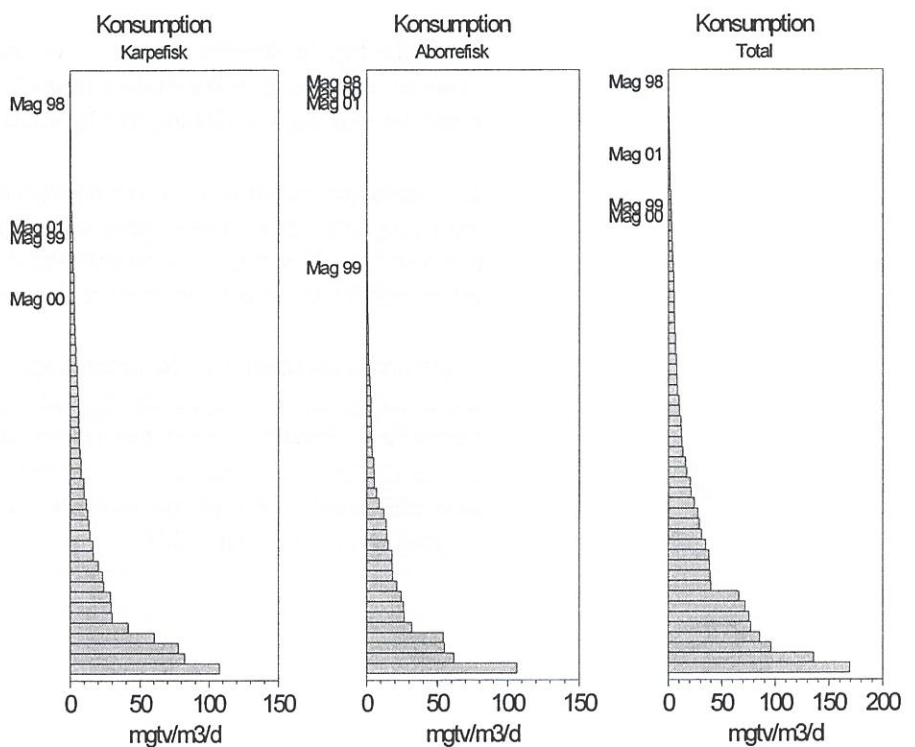 Konsumption
Karpefisk
Mag 98
Mag 01
Mag 99
Mag 00
0 50 100 150
mgtv/m3/d
Konsumption
Aborrefisk
Mag 98
Mag 00
Mag 01
Mag 99
0 50 100 150
mgtv/m3/d
Konsumption
Total
Mag 98
Mag 01
Mag 99
Mag 00
0 50 100 150 200
mgtv/m3/d